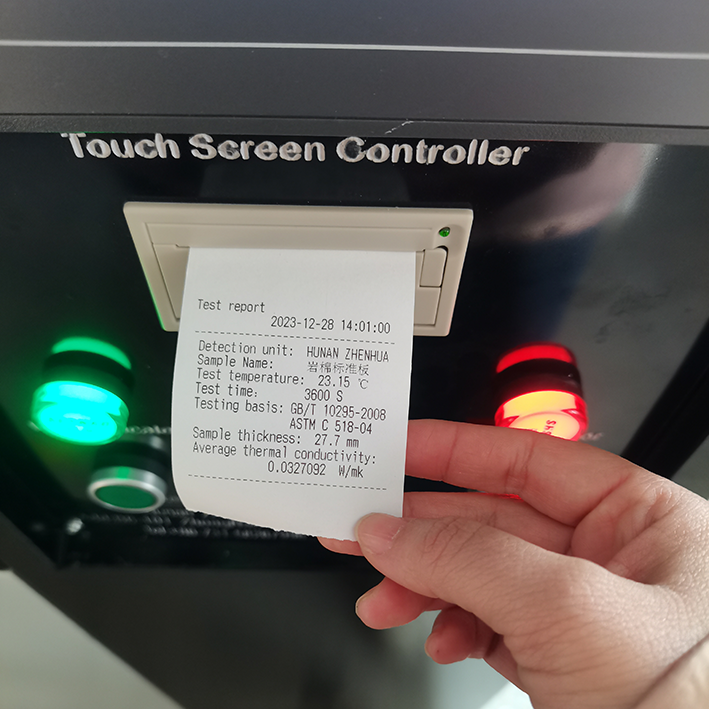 Touch Screen Controller
Test report
2023-12-28 14:01:00
Detection unit: HUNAN ZHENHUA
Sample Name: 岩棉标准板
Test temperature: 23.15 ℃
Test time: 3600 S
Testing basis: GB/T 10295-2008
ASTM C 518-04
Sample thickness: 27.7 mm
Average thermal conductivity:
0.0327092 W/mk